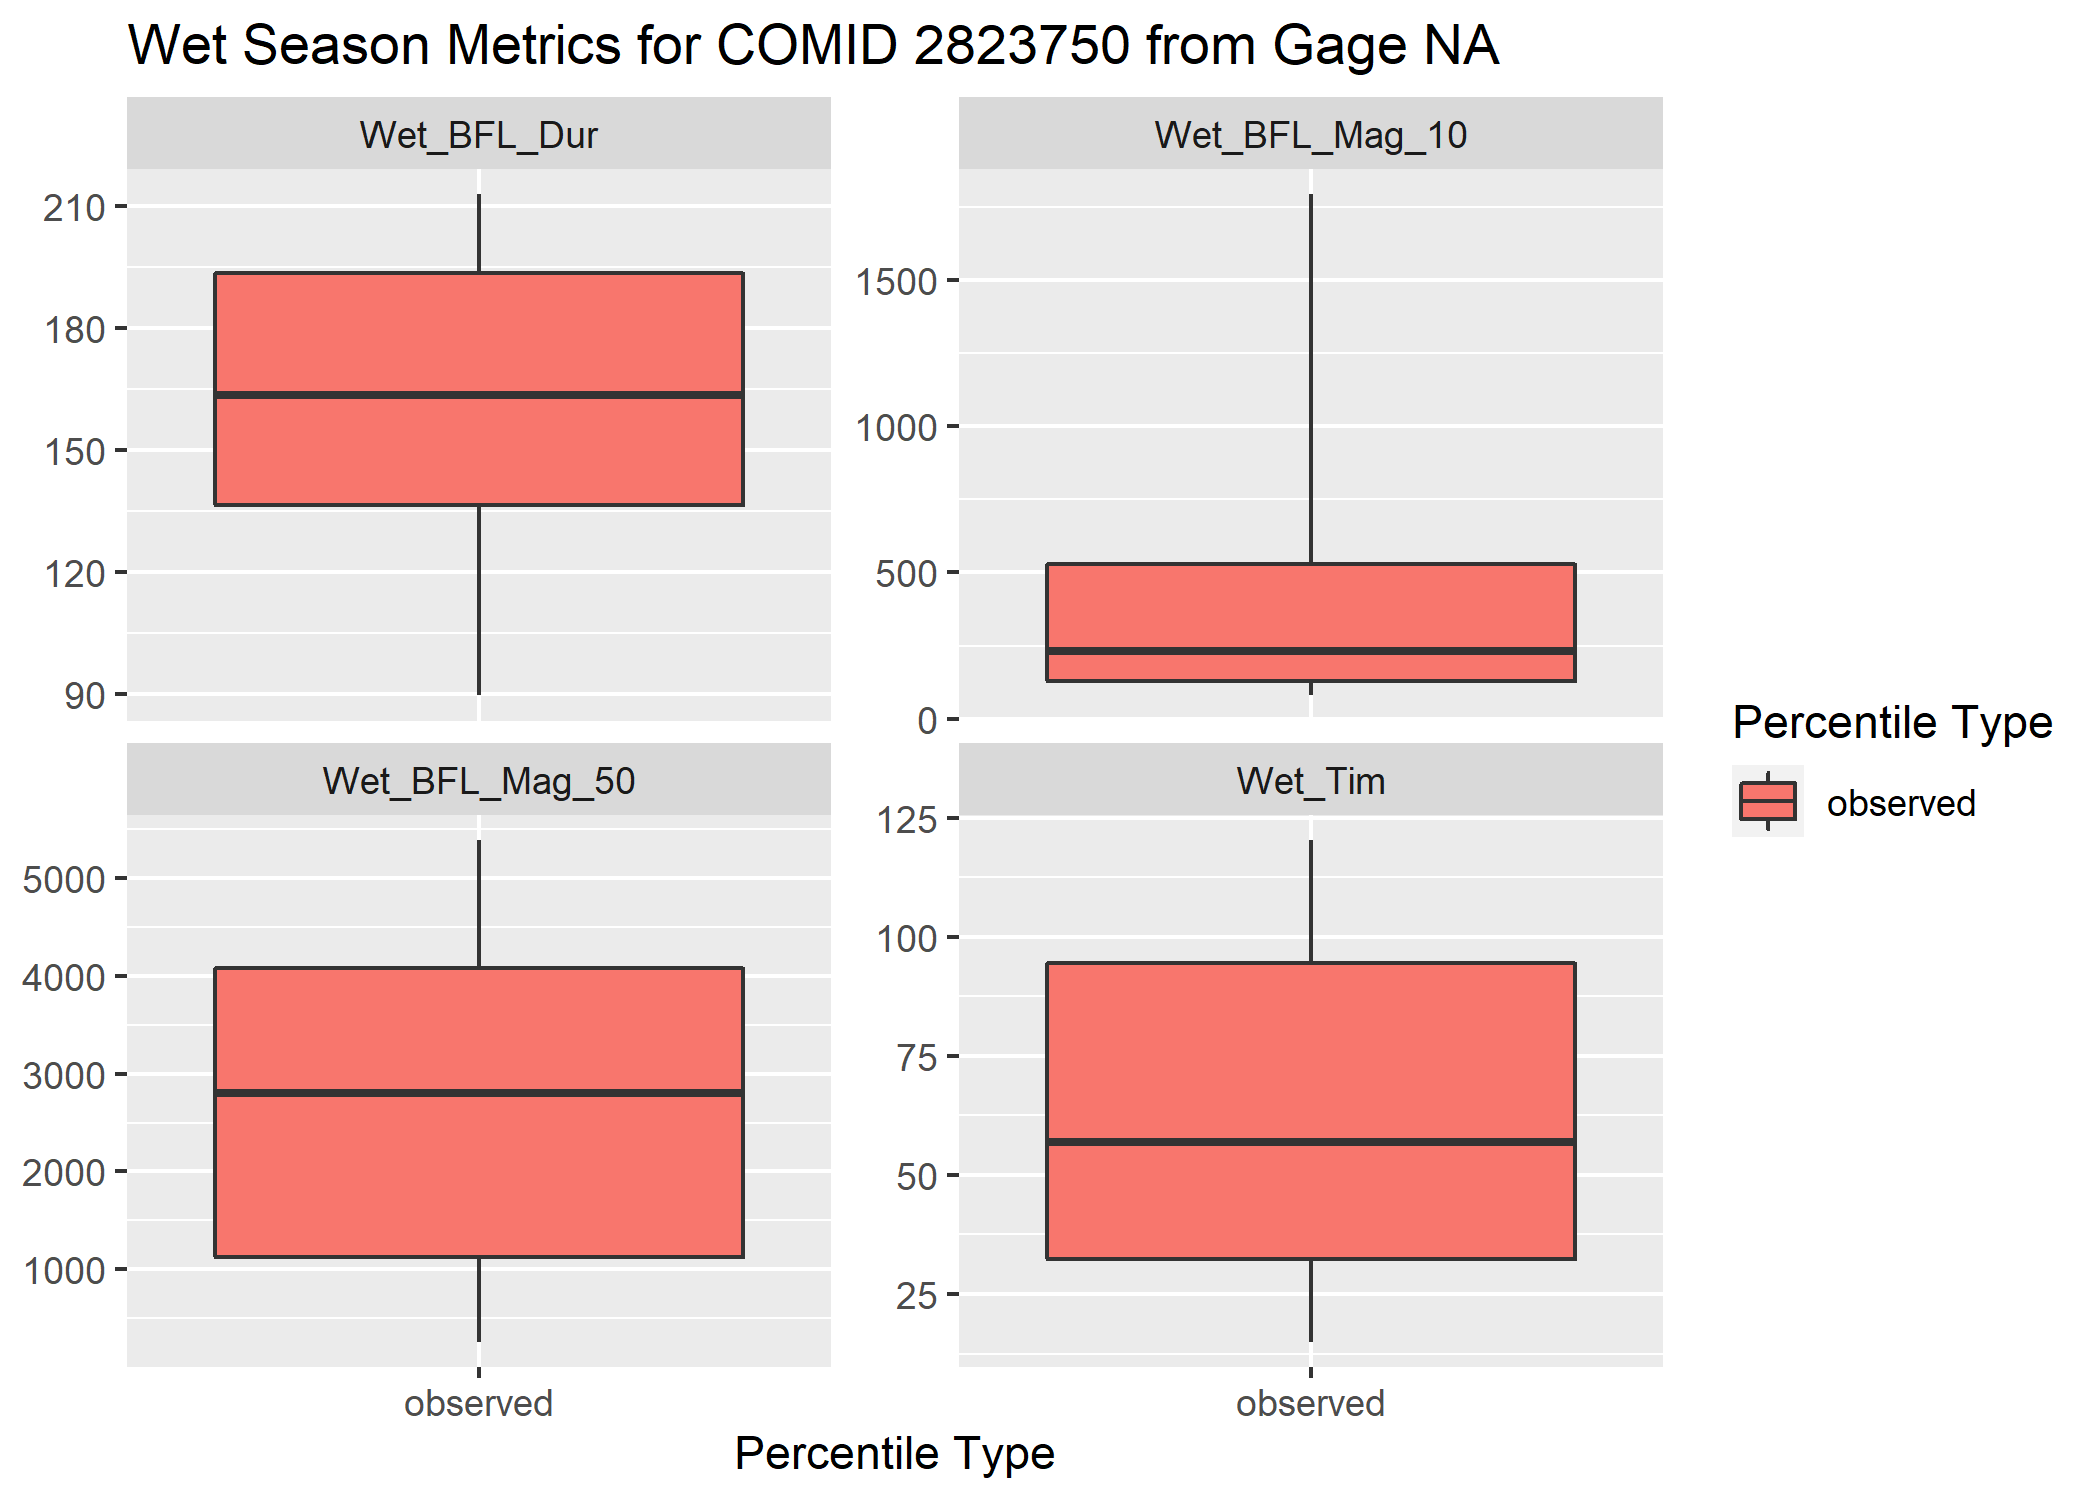 Wet Season Metrics for COMID 2823750 from Gage NA
Wet_BFL_Dur
Wet_BFL_Mag_10
210
180
150
120
90
1500
1000
500
0
Wet_BFL_Mag_50
Wet_Tim
5000
4000
3000
2000
1000
125
100
75
50
25
observed
observed
Percentile Type
Percentile Type
observed